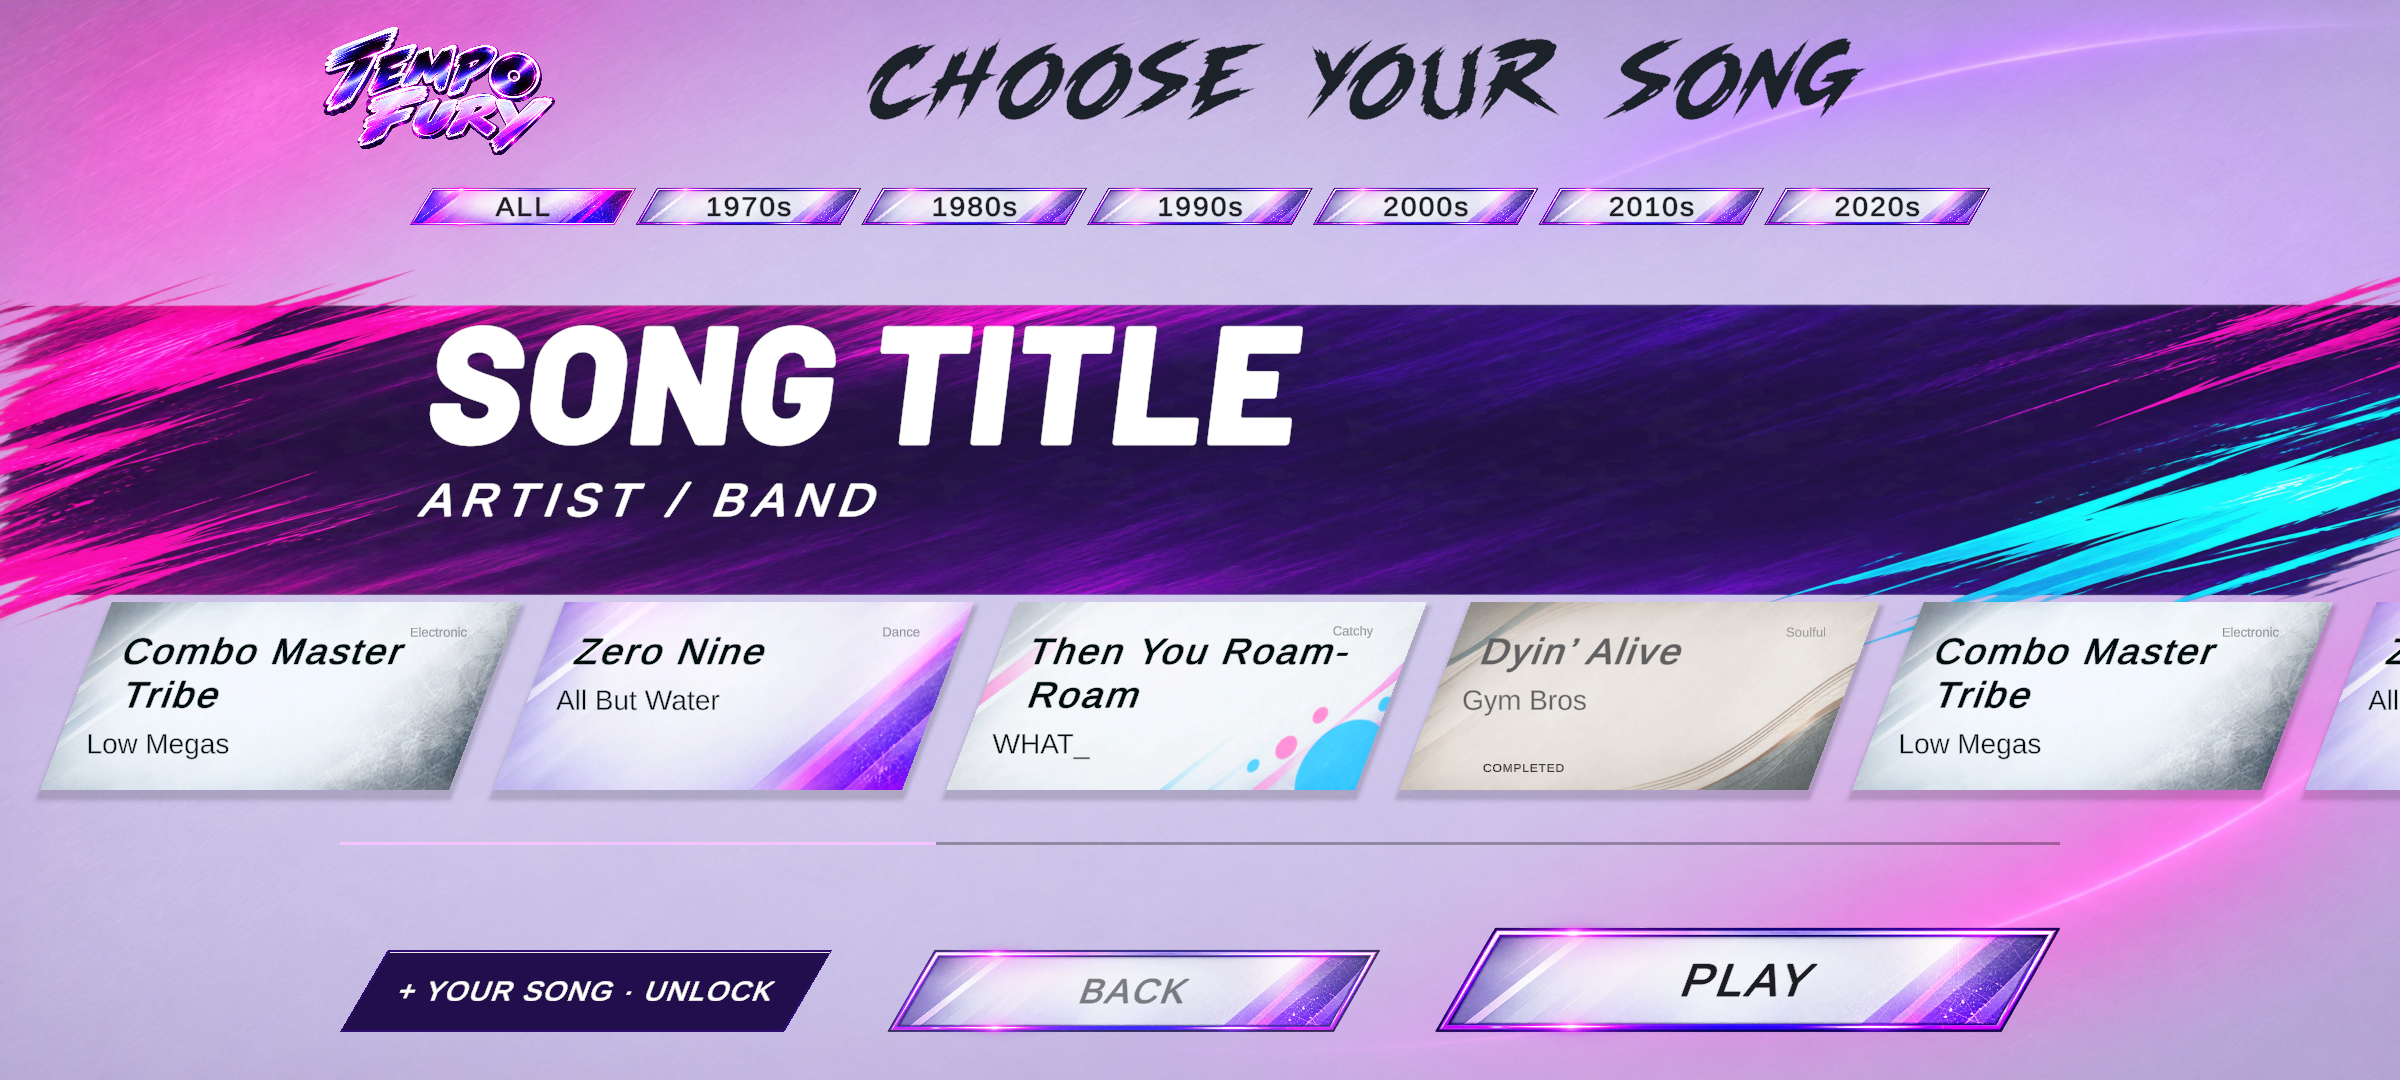 TEMPO
FURY
CHOOSE YOUR SONG
ALL
1970s
1980s
1990s
2000s
2010s
2020s
SONG TITLE
ARTIST / BAND
Combo Master
Tribe
Electronic
Low Megas
Zero Nine
Dance
All But Water
Then You Roam-
Roam
Catchy
WHAT_
Dyin’ Alive
Soulful
Gym Bros
COMPLETED
Combo Master
Tribe
Electronic
Low Megas
Z
All
+ YOUR SONG · UNLOCK
BACK
PLAY